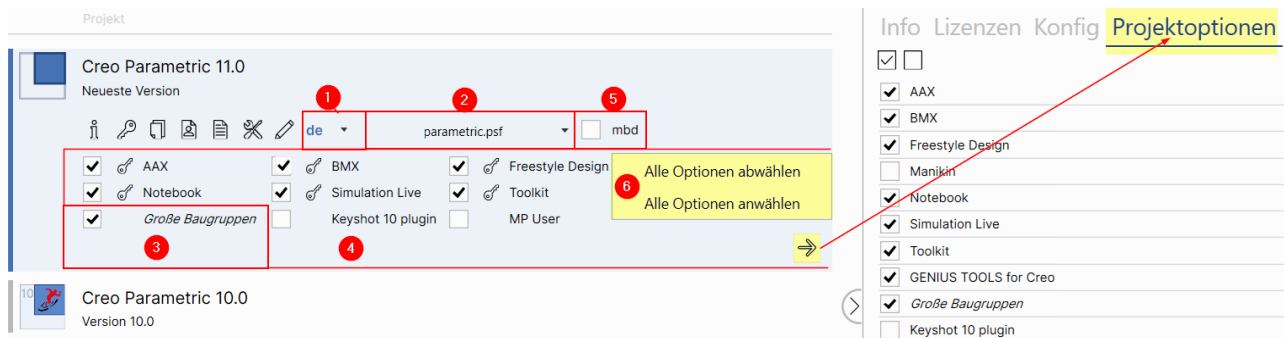 Projekt
Creo Parametric 11.0
Neueste Version
1
2
5
de
parametric.psf
mbd
AAX
BMX
Freestyle Design
Notebook
Simulation Live
Toolkit
Große Baugruppen
Keyshot 10 plugin
MP User
3
4
6
Alle Optionen abwählen
Alle Optionen anwählen
10
Creo Parametric 10.0
Version 10.0
Info Lizenzen Konfig Projektoptionen
AAX
BMX
Freestyle Design
Manikin
Notebook
Simulation Live
Toolkit
GENIUS TOOLS for Creo
Große Baugruppen
Keyshot 10 plugin